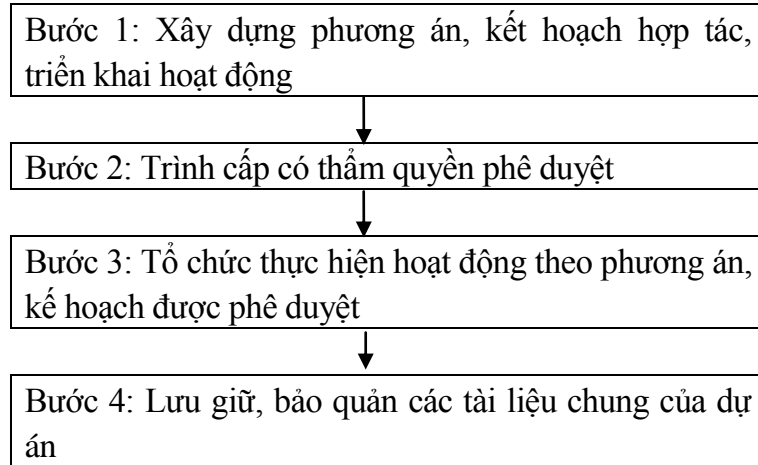 Bước 1: Xây dựng phương án, kết hoạch hợp tác,
triển khai hoạt động
Bước 2: Trình cấp có thẩm quyền phê duyệt
Bước 3: Tổ chức thực hiện hoạt động theo phương án,
kế hoạch được phê duyệt
Bước 4: Lưu giữ, bảo quản các tài liệu chung của dự
án